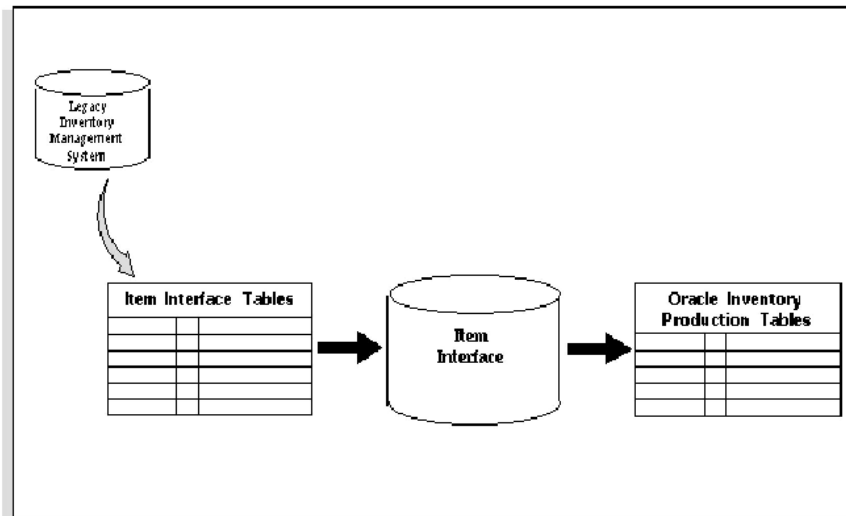 Legacy
Inventory
Management
System
Item Interface Tables
Item
Interface
Oracle Inventory
Production Tables